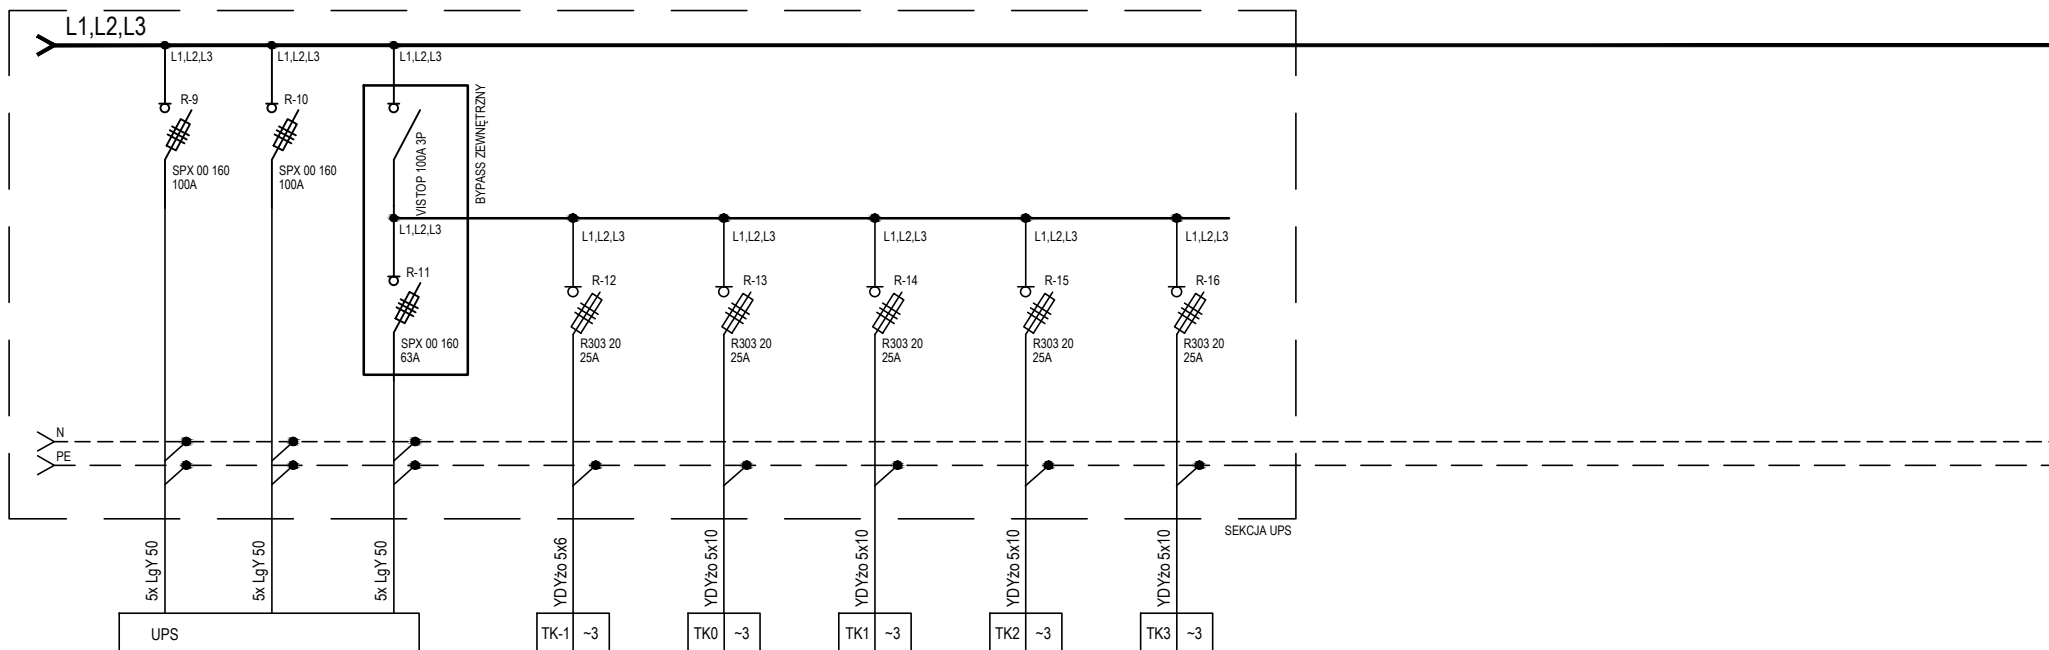 L1,L2,L3
L1,L2,L3
L1,L2,L3
L1,L2,L3
R-9
SPX 00 160
100A
R-10
SPX 00 160
100A
VISTOP 100A 3P
BYPASS ZEWNĘTRZNY
L1,L2,L3
R-11
SPX 00 160
63A
L1,L2,L3
R-12
R303 20
25A
L1,L2,L3
R-13
R303 20
25A
L1,L2,L3
R-14
R303 20
25A
L1,L2,L3
R-15
R303 20
25A
L1,L2,L3
R-16
R303 20
25A
N
PE
SEKCJA UPS
5x LgY 50
5x LgY 50
5x LgY 50
YDYżo 5x6
YDYżo 5x10
YDYżo 5x10
YDYżo 5x10
YDYżo 5x10
UPS
TK-1 ~3
TK0 ~3
TK1 ~3
TK2 ~3
TK3 ~3